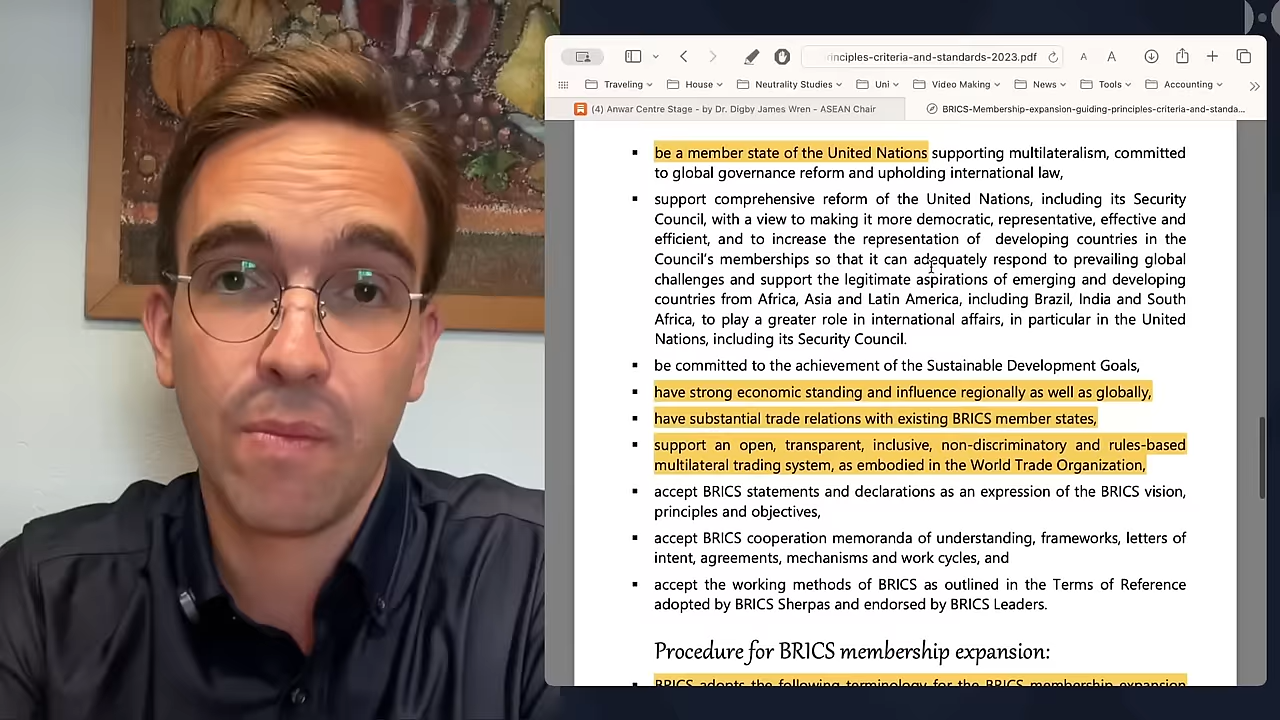 inciples-criteria-and-standards-2023.pdf
A A
Traveling
House
Neutrality Studies
Uni
Video Making
News
Tools
Accounting
(4) Anwar Centre Stage - by Dr. Digby James Wren - ASEAN Chair
BRICS-Membership-expansion-guiding-principles-criteria-and-standa...
▪ be a member state of the United Nations supporting multilateralism, committed
to global governance reform and upholding international law,
▪ support comprehensive reform of the United Nations, including its Security
Council, with a view to making it more democratic, representative, effective and
efficient, and to increase the representation of developing countries in the
Council's memberships so that it can adequately respond to prevailing global
challenges and support the legitimate aspirations of emerging and developing
countries from Africa, Asia and Latin America, including Brazil, India and South
Africa, to play a greater role in international affairs, in particular in the United
Nations, including its Security Council.
▪ be committed to the achievement of the Sustainable Development Goals,
▪ have strong economic standing and influence regionally as well as globally,
▪ have substantial trade relations with existing BRICS member states,
▪ support an open, transparent, inclusive, non-discriminatory and rules-based
multilateral trading system, as embodied in the World Trade Organization,
▪ accept BRICS statements and declarations as an expression of the BRICS vision,
principles and objectives,
▪ accept BRICS cooperation memoranda of understanding, frameworks, letters of
intent, agreements, mechanisms and work cycles, and
▪ accept the working methods of BRICS as outlined in the Terms of Reference
adopted by BRICS Sherpas and endorsed by BRICS Leaders.
Procedure for BRICS membership expansion:
▪ BRICS adopts the following terminology for the BRICS membership expansion